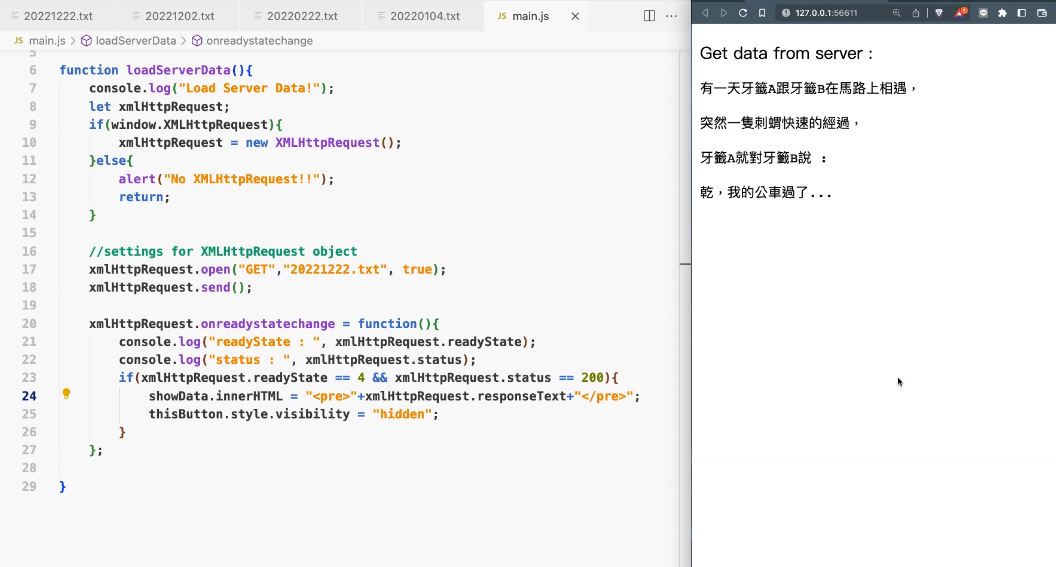 20221222.txt 20221202.txt 20220222.txt 20220104.txt JS main.js
JS main.js > loadServerData > onreadystatechange
5
6 function loadServerData(){
7 console.log("Load Server Data!");
8 let xmlHttpRequest;
9 if(window.XMLHttpRequest){
10 xmlHttpRequest = new XMLHttpRequest();
11 }else{
12 alert("No XMLHttpRequest!!");
13 return;
14 }
15
16 //settings for XMLHttpRequest object
17 xmlHttpRequest.open("GET","20221222.txt", true);
18 xmlHttpRequest.send();
19
20 xmlHttpRequest.onreadystatechange = function(){
21 console.log("readyState : ", xmlHttpRequest.readyState);
22 console.log("status : ", xmlHttpRequest.status);
23 if(xmlHttpRequest.readyState == 4 && xmlHttpRequest.status == 200){
24 showData.innerHTML = "<pre>"+xmlHttpRequest.responseText+"</pre>";
25 thisButton.style.visibility = "hidden";
26 }
27 };
28
29 }
127.0.0.1:56611
Get data from server :
有一天牙籤A跟牙籤B在馬路上相遇，
突然一隻刺蝟快速的經過，
牙籤A就對牙籤B說 :
乾，我的公車過了...